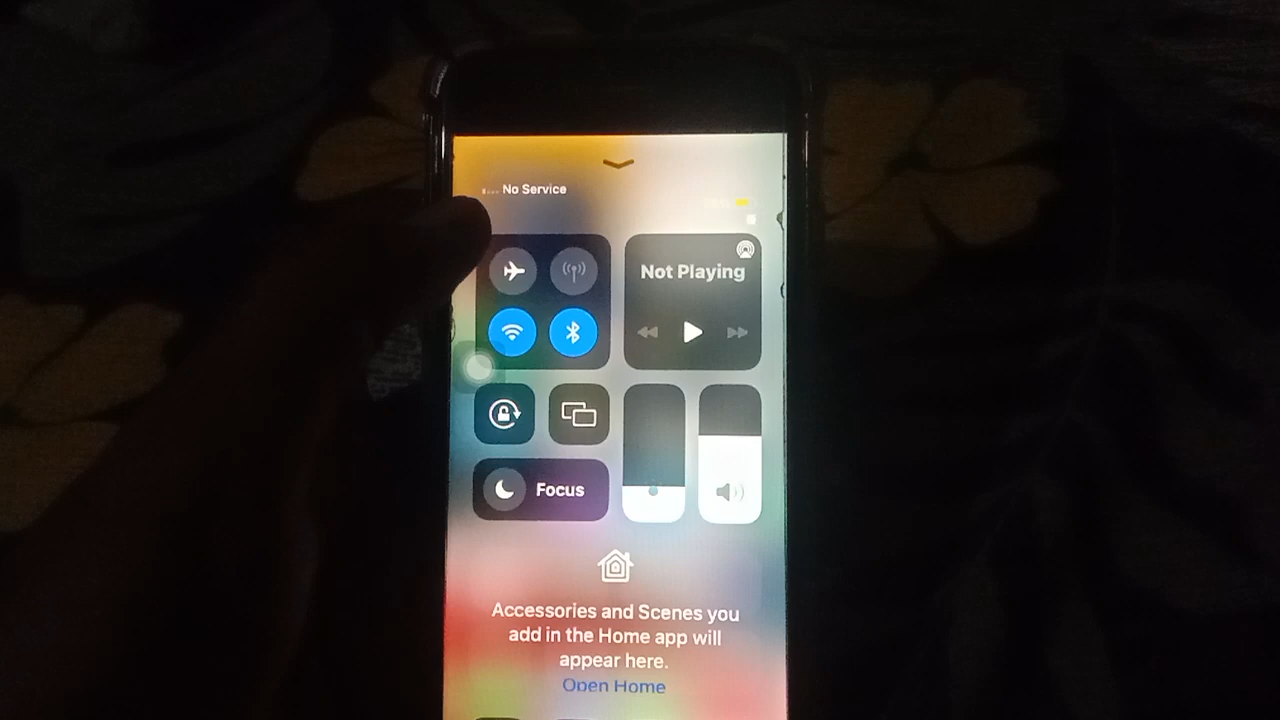 No Service
Not Playing
Focus
Accessories and Scenes you
add in the Home app will
appear here.
Open Home